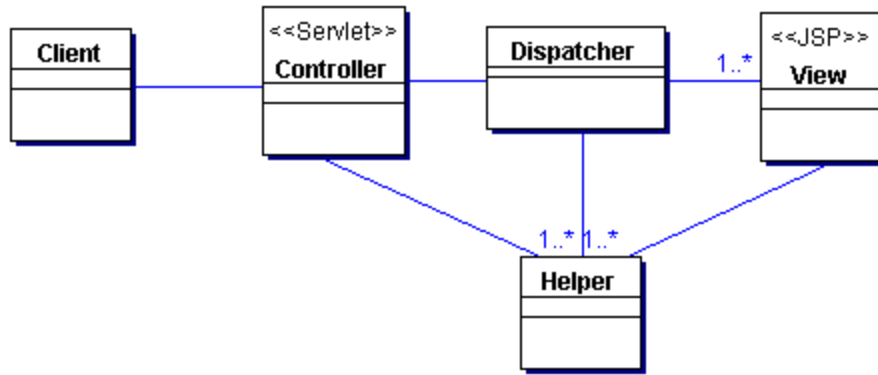 Client
<<Servlet>>
Controller
Dispatcher
1..*
<<JSP>>
View
1..*
1..*
Helper